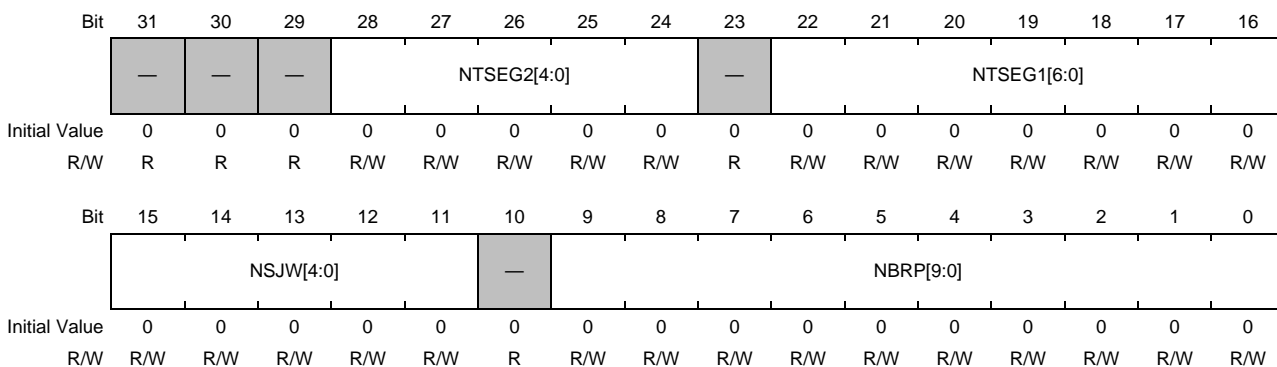 Bit 31 30 29 28 27 26 25 24 23 22 21 20 19 18 17 16
— — — NTSEG2[4:0] — NTSEG1[6:0]
Initial Value 0 0 0 0 0 0 0 0 0 0 0 0 0 0 0 0
R/W R R R R/W R/W R/W R/W R/W R R/W R/W R/W R/W R/W R/W R/W
Bit 15 14 13 12 11 10 9 8 7 6 5 4 3 2 1 0
NSJW[4:0] — NBRP[9:0]
Initial Value 0 0 0 0 0 0 0 0 0 0 0 0 0 0 0 0
R/W R/W R/W R/W R/W R/W R R/W R/W R/W R/W R/W R/W R/W R/W R/W R/W